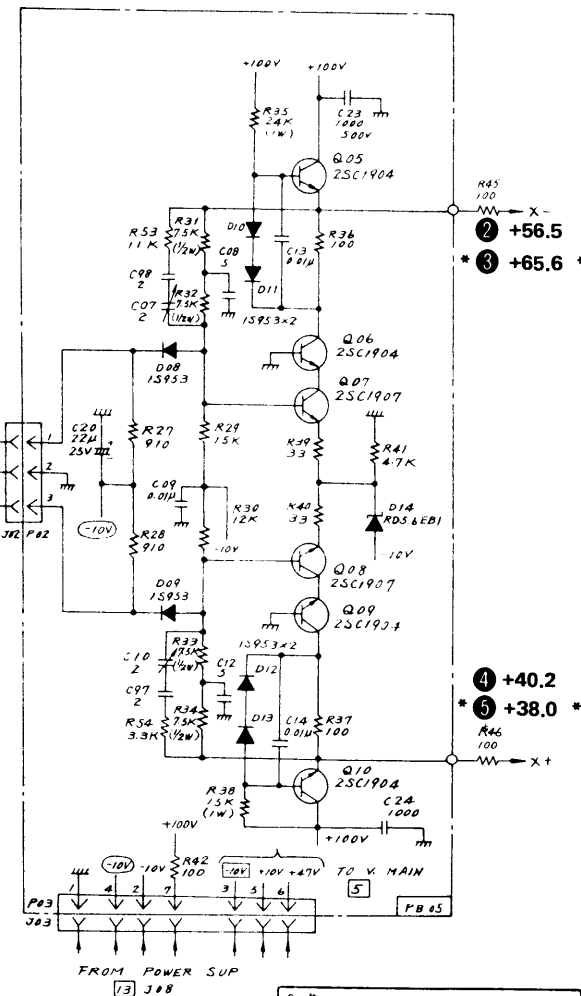 +100V +100V
R35
24K
(1W)
C23
1000
500V
Q05
2SC1904
R45
100
X-
2 +56.5
* 3 +65.6 *
R53
11K
R31
7.5K
(1/2W)
D10
C08
5
C13
0.01µ
R36
100
C98
2
C07
2
R32
7.5K
(1/2W)
D11
1S953×2
Q06
2SC1904
D08
1S953
Q07
2SC1907
C20
22µ
25V
+
R27
910
R29
15K
R39
33
R41
4.7K
1
2
3
J02 P02
-10V
C09
0.01µ
R30
12K
-10V
R40
33
D14
RD5.6EB1
-10V
R28
910
Q08
2SC1907
D09
1S953
Q09
2SC1904
1S953×2
C10
2
R33
7.5K
(1/2W)
C12
5
D12
4 +40.2
* 5 +38.0 *
C97
2
R54
3.3K
R34
7.5K
(1/2W)
D13
C14
0.01µ
R37
100
R46
100
X+
Q10
2SC1904
R38
15K
(1W)
C24
1000
+100V
+100V
R42
100
-10V -10V
-10V +10V +47V
TO V. MAIN
5
1 4 2 7 3 5 6
P03
J03
PB05
FROM POWER SUP
13 J08